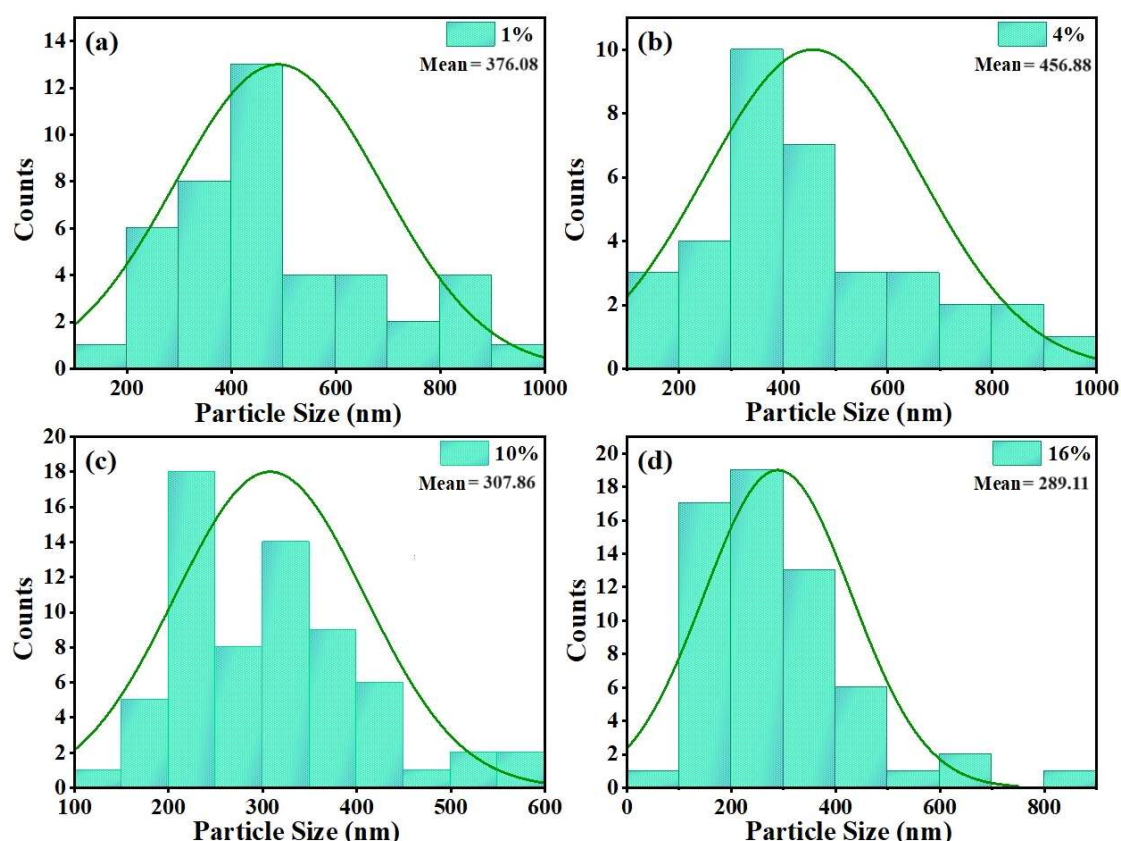 (a)
1%
Mean = 376.08
Counts
14
12
10
8
6
4
2
0
200 400 600 800 1000
Particle Size (nm)
(b)
4%
Mean = 456.88
Counts
10
8
6
4
2
0
200 400 600 800 1000
Particle Size (nm)
(c)
10%
Mean = 307.86
Counts
20
18
16
14
12
10
8
6
4
2
0
100 200 300 400 500 600
Particle Size (nm)
(d)
16%
Mean = 289.11
Counts
20
18
16
14
12
10
8
6
4
2
0
0 200 400 600 800
Particle Size (nm)